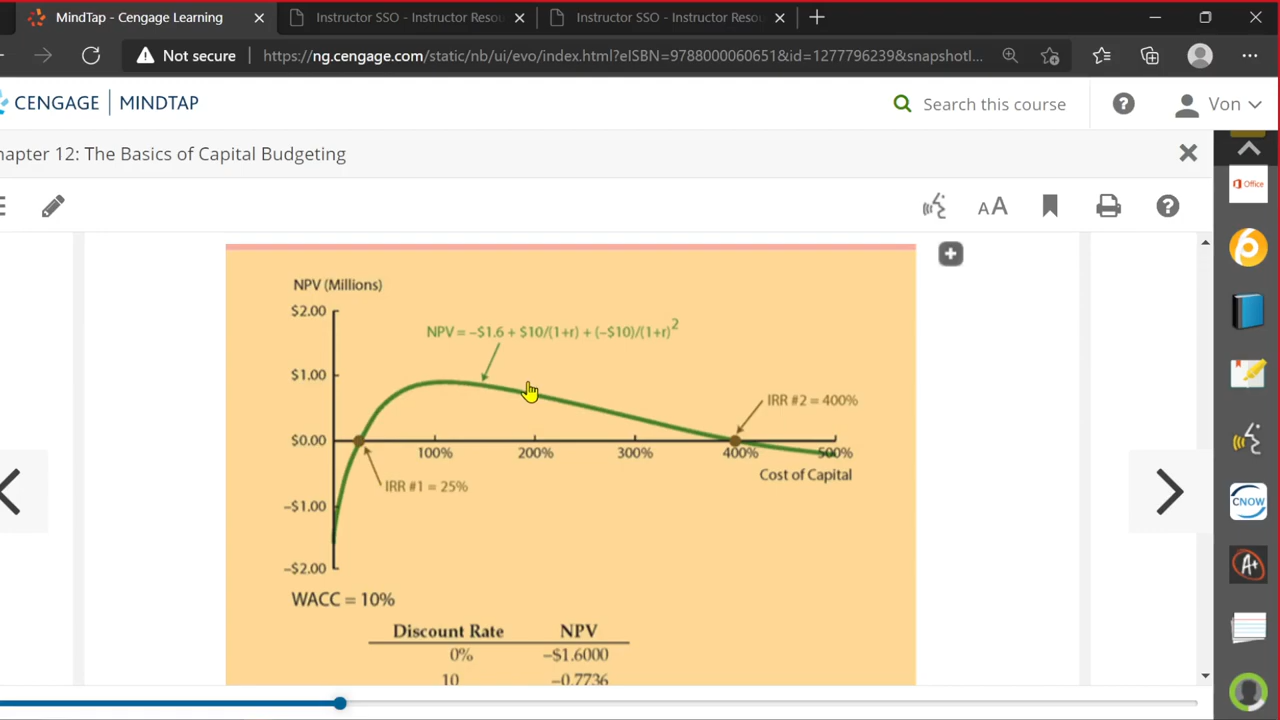 MindTap - Cengage Learning
Instructor SSO - Instructor Resou
Instructor SSO - Instructor Resou
Not secure
https://ng.cengage.com/static/nb/ui/evo/index.html?eISBN=9788000060651&id=1277796239&snapshotI...
CENGAGE | MINDTAP
Search this course
Von
hapter 12: The Basics of Capital Budgeting
AA
Office
NPV (Millions)
$2.00
NPV = –$1.6 + $10/(1+r) + (–$10)/(1+r)2
$1.00
IRR #2 = 400%
$0.00
100% 200% 300% 400% 500%
Cost of Capital
IRR #1 = 25%
–$1.00
CNOW
–$2.00
A+
WACC = 10%
Discount Rate NPV
0% –$1.6000
10 –0.7736